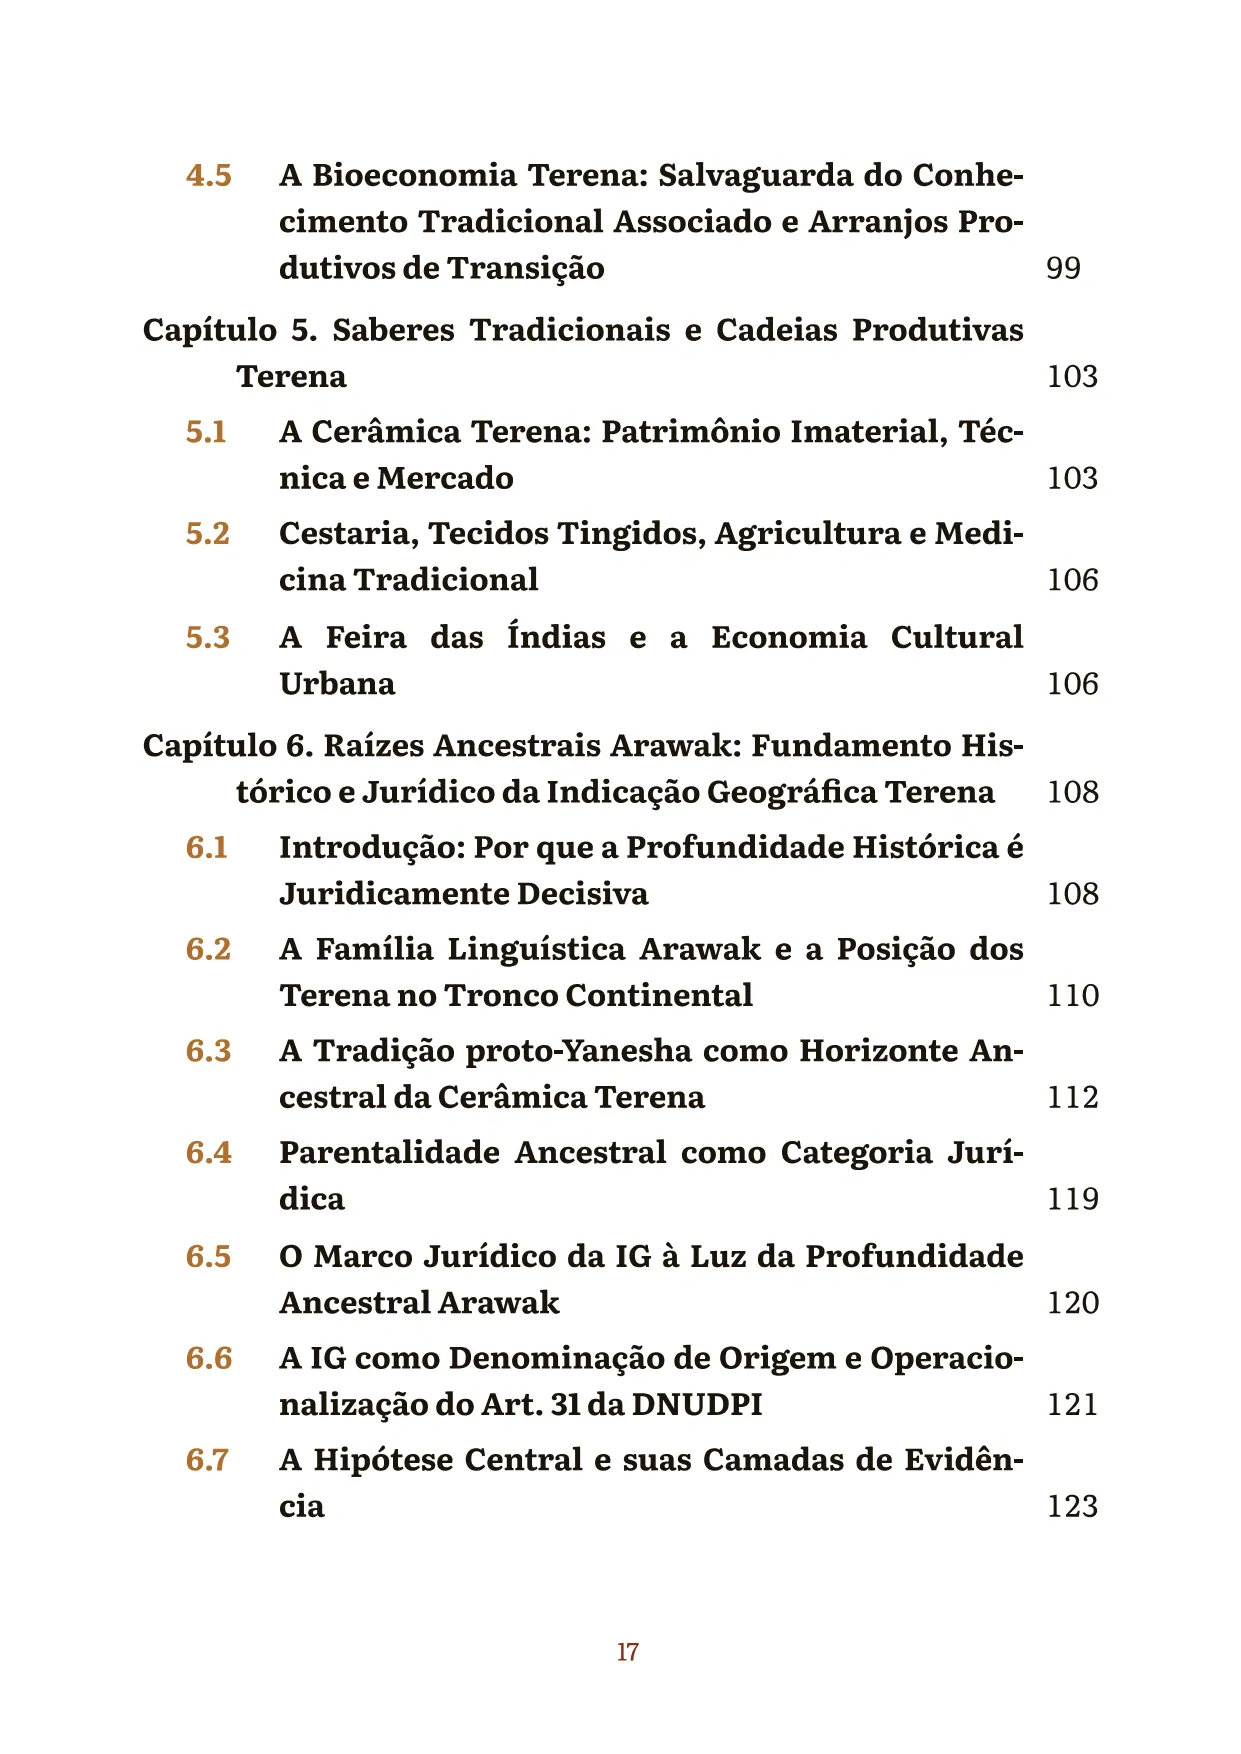 4.5 A Bioeconomia Terena: Salvaguarda do Conhe-
cimento Tradicional Associado e Arranjos Pro-
dutivos de Transição 99
Capítulo 5. Saberes Tradicionais e Cadeias Produtivas
Terena 103
5.1 A Cerâmica Terena: Patrimônio Imaterial, Téc-
nica e Mercado 103
5.2 Cestaria, Tecidos Tingidos, Agricultura e Medi-
cina Tradicional 106
5.3 A Feira das Índias e a Economia Cultural
Urbana 106
Capítulo 6. Raízes Ancestrais Arawak: Fundamento His-
tórico e Jurídico da Indicação Geográfica Terena 108
6.1 Introdução: Por que a Profundidade Histórica é
Juridicamente Decisiva 108
6.2 A Família Linguística Arawak e a Posição dos
Terena no Tronco Continental 110
6.3 A Tradição proto-Yanesha como Horizonte An-
cestral da Cerâmica Terena 112
6.4 Parentalidade Ancestral como Categoria Jurí-
dica 119
6.5 O Marco Jurídico da IG à Luz da Profundidade
Ancestral Arawak 120
6.6 A IG como Denominação de Origem e Operacio-
nalização do Art. 31 da DNUDPI 121
6.7 A Hipótese Central e suas Camadas de Evidên-
cia 123
17